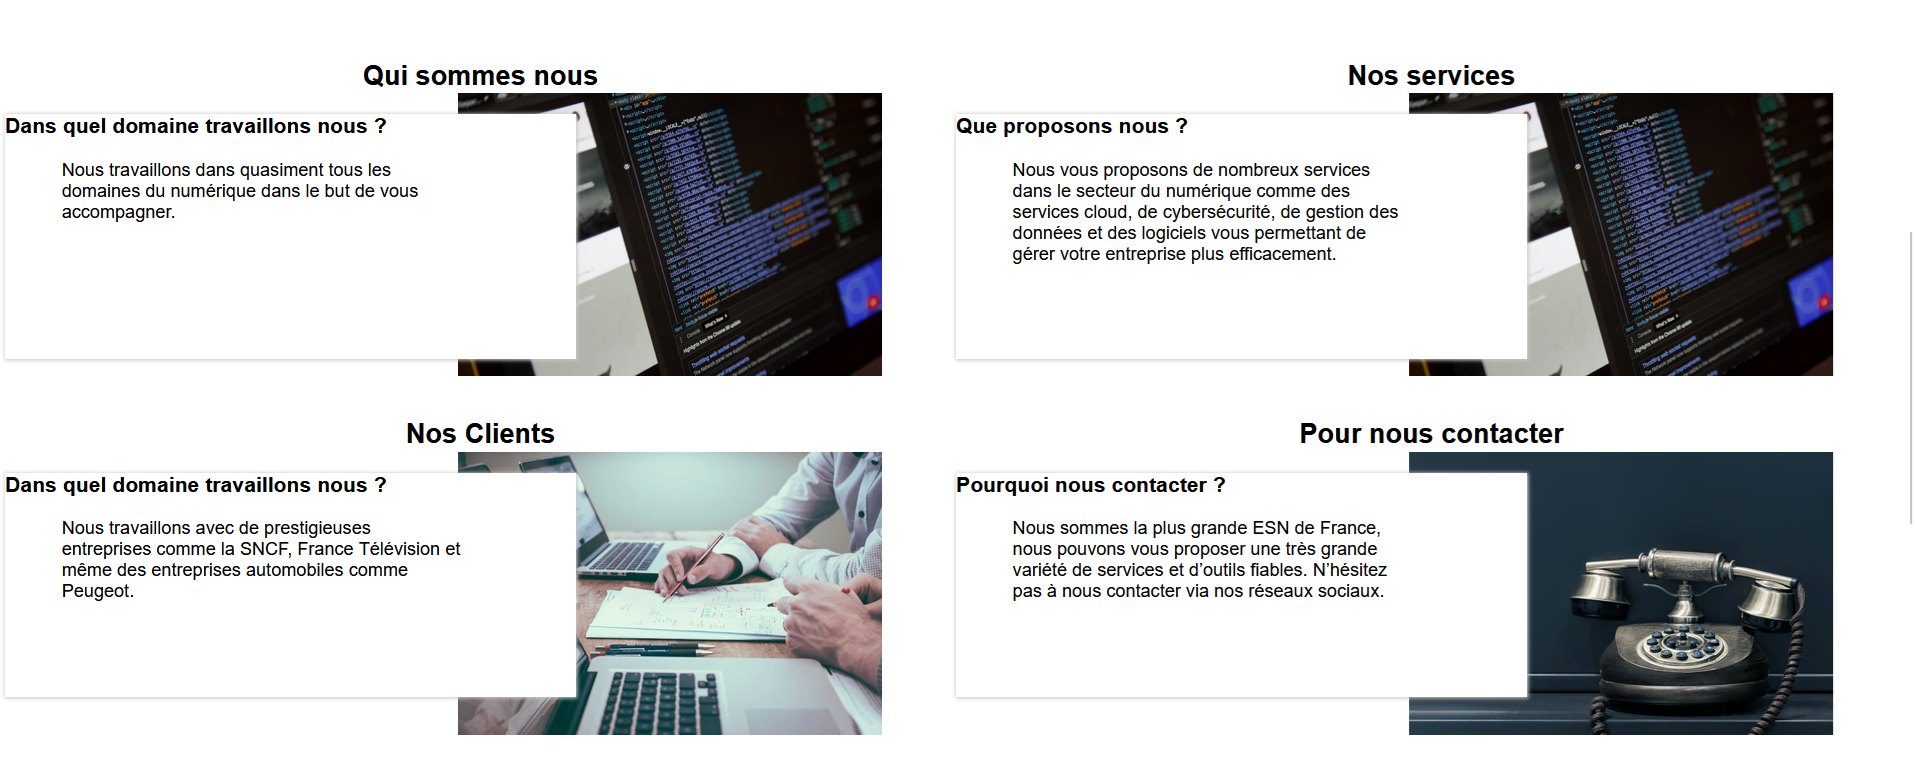 Qui sommes nous
Dans quel domaine travaillons nous ?
Nous travaillons dans quasiment tous les
domaines du numérique dans le but de vous
accompagner.
Nos services
Que proposons nous ?
Nous vous proposons de nombreux services
dans le secteur du numérique comme des
services cloud, de cybersécurité, de gestion des
données et des logiciels vous permettant de
gérer votre entreprise plus efficacement.
Nos Clients
Dans quel domaine travaillons nous ?
Nous travaillons avec de prestigieuses
entreprises comme la SNCF, France Télévision et
même des entreprises automobiles comme
Peugeot.
Pour nous contacter
Pourquoi nous contacter ?
Nous sommes la plus grande ESN de France,
nous pouvons vous proposer une très grande
variété de services et d’outils fiables. N’hésitez
pas à nous contacter via nos réseaux sociaux.